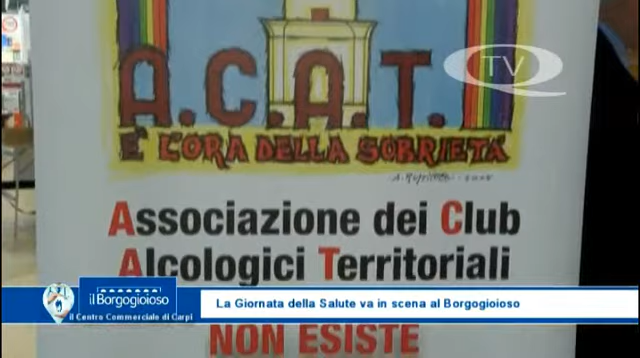 A.C.A.T.
TV
Q
È L'ORA DELLA SOBRIETÀ
Associazione dei Club
Alcologici Territoriali
il Borgogioioso
La Giornata della Salute va in scena al Borgogioioso
il Centro Commerciale di Carpi
NON ESISTE